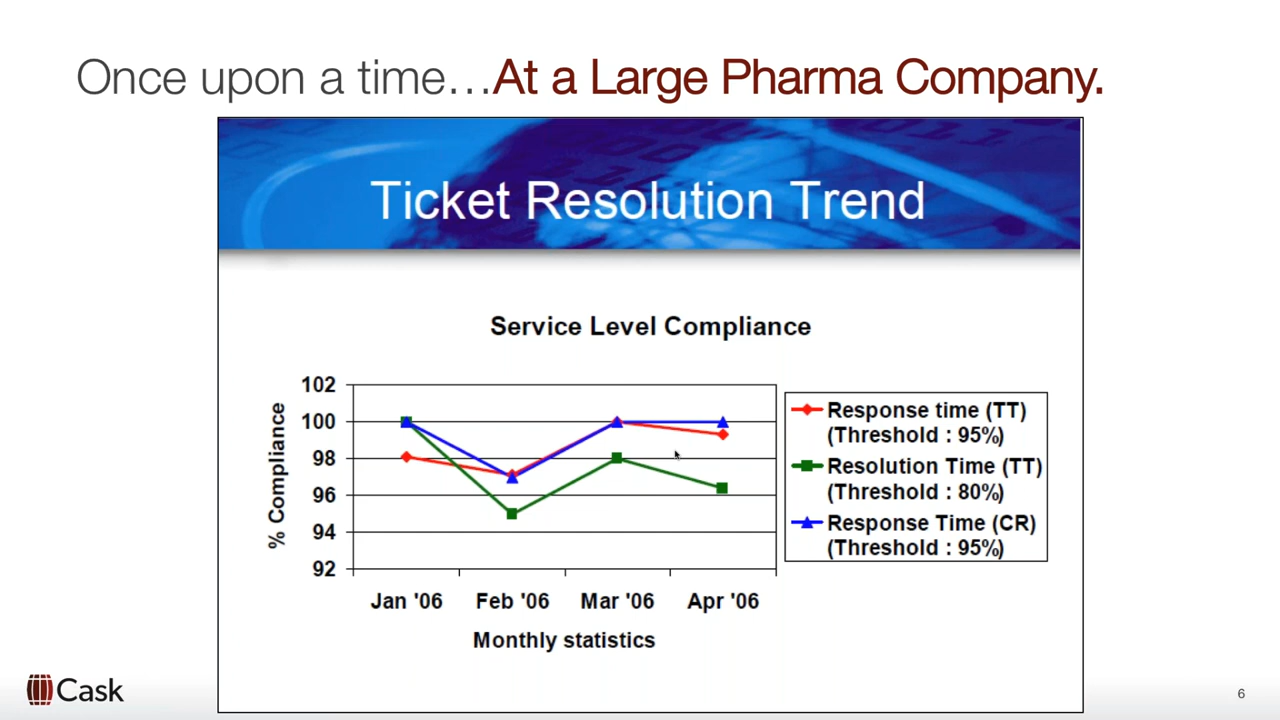 Once upon a time…At a Large Pharma Company.
Ticket Resolution Trend
Service Level Compliance
% Compliance
102
100
98
96
94
92
Jan '06 Feb '06 Mar '06 Apr '06
Monthly statistics
Response time (TT)
(Threshold : 95%)
Resolution Time (TT)
(Threshold : 80%)
Response Time (CR)
(Threshold : 95%)
Cask
6